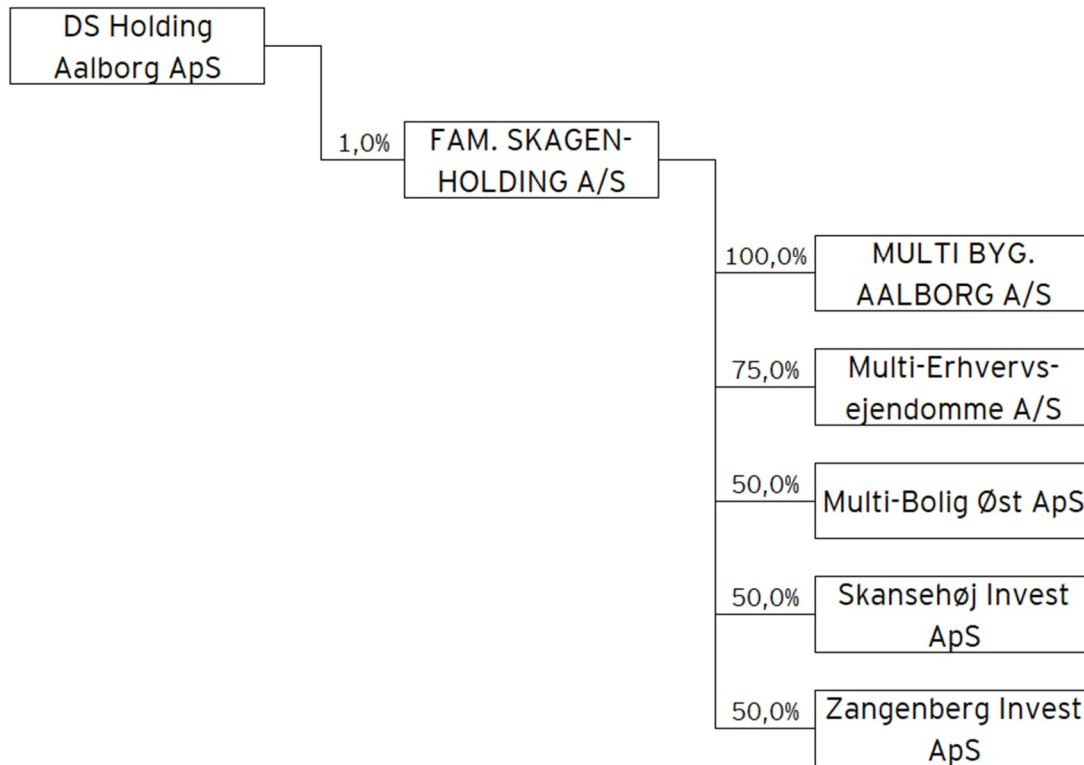 DS Holding
Aalborg ApS
1,0%
FAM. SKAGEN-
HOLDING A/S
100,0%
MULTI BYG.
AALBORG A/S
75,0%
Multi-Erhvervs-
ejendomme A/S
50,0%
Multi-Bolig Øst ApS
50,0%
Skansehøj Invest
ApS
50,0%
Zangenberg Invest
ApS